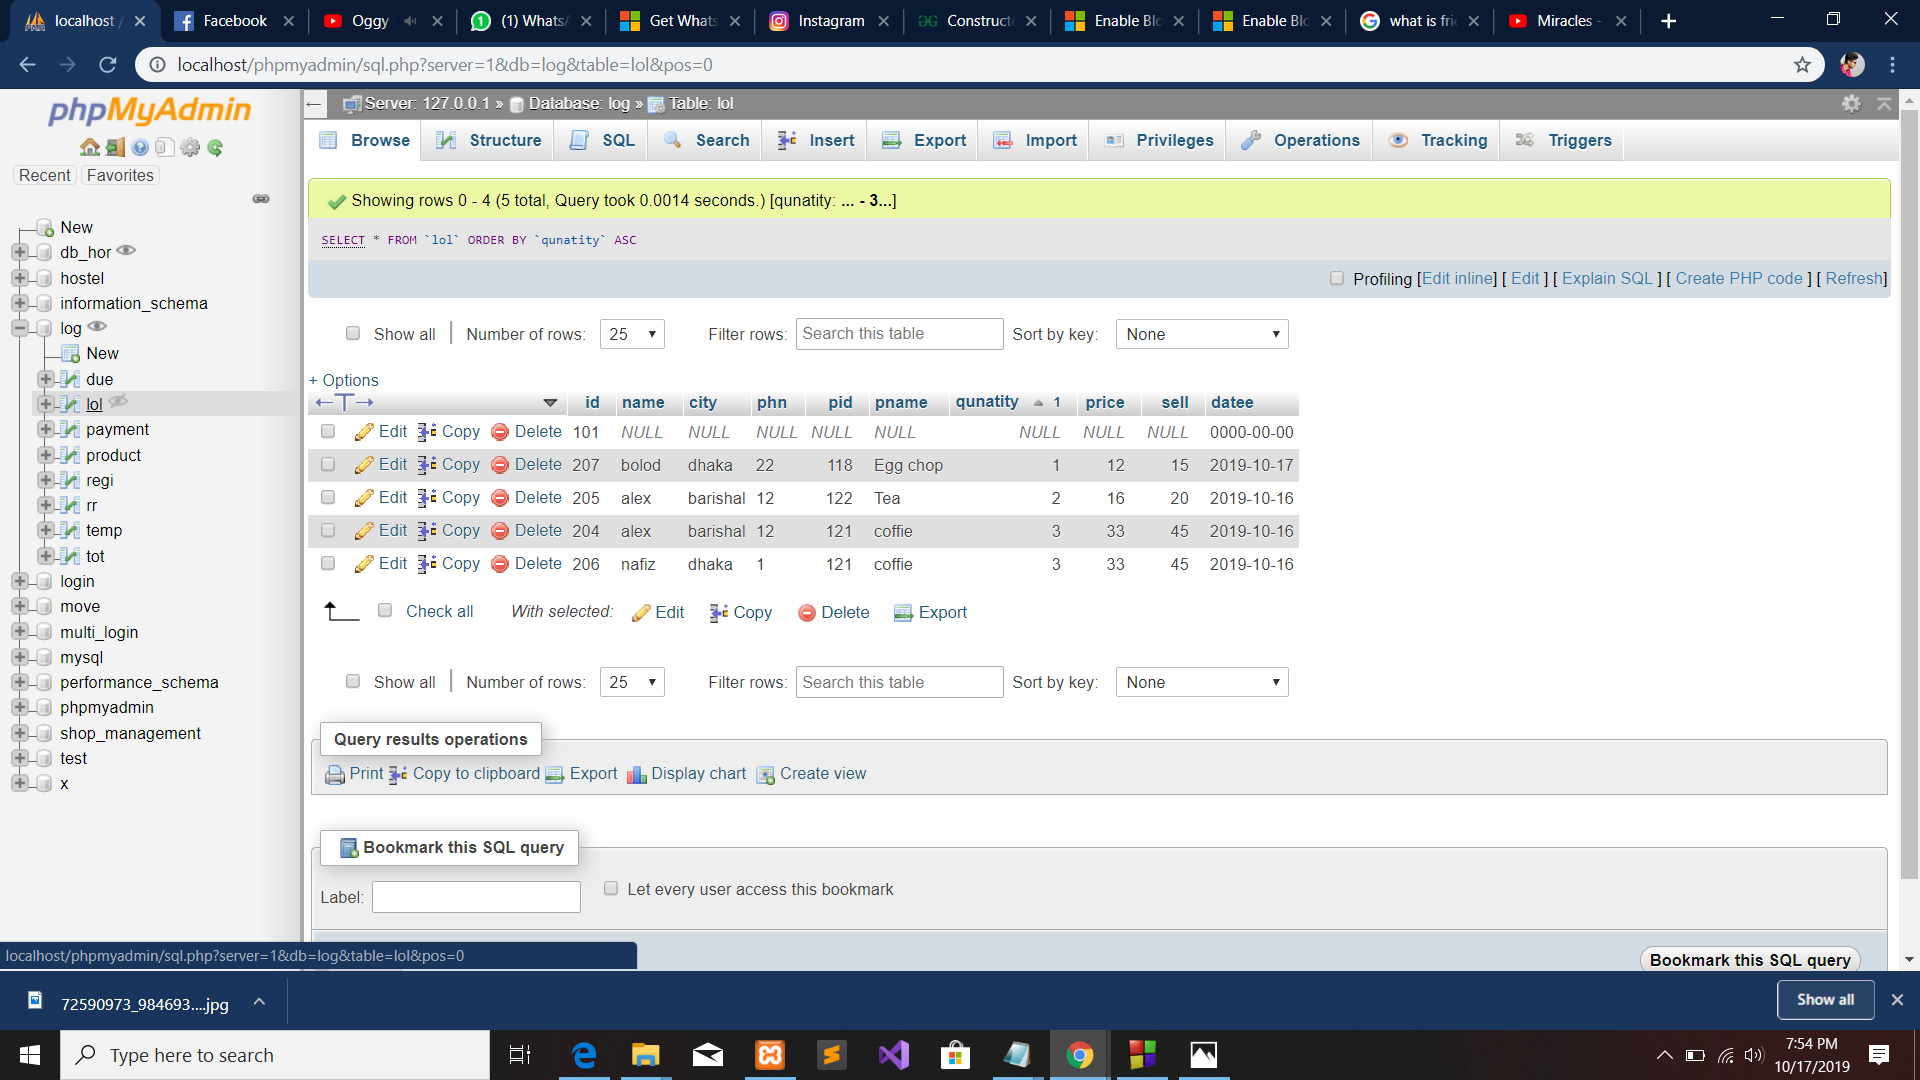 localhost / Facebook Oggy (1) Whats Get Whats Instagram Constructo Enable Blo Enable Blo what is frie Miracles -
localhost/phpmyadmin/sql.php?server=1&db=log&table=lol&pos=0
phpMyAdmin
Recent Favorites
New
db_hor
hostel
information_schema
log
New
due
lol
payment
product
regi
rr
temp
tot
login
move
multi_login
mysql
performance_schema
phpmyadmin
shop_management
test
x
Server: 127.0.0.1 » Database: log » Table: lol
Browse Structure SQL Search Insert Export Import Privileges Operations Tracking Triggers
Showing rows 0 - 4 (5 total, Query took 0.0014 seconds.) [qunatity: ... - 3...]
SELECT * FROM `lol` ORDER BY `qunatity` ASC
Profiling [Edit inline] [ Edit ] [ Explain SQL ] [ Create PHP code ] [ Refresh]
Show all Number of rows: 25 Filter rows: Search this table Sort by key: None
+ Options
←T→ id name city phn pid pname qunatity 1 price sell datee
Edit Copy Delete 101 NULL NULL NULL NULL NULL NULL NULL NULL 0000-00-00
Edit Copy Delete 207 bolod dhaka 22 118 Egg chop 1 12 15 2019-10-17
Edit Copy Delete 205 alex barishal 12 122 Tea 2 16 20 2019-10-16
Edit Copy Delete 204 alex barishal 12 121 coffie 3 33 45 2019-10-16
Edit Copy Delete 206 nafiz dhaka 1 121 coffie 3 33 45 2019-10-16
Check all With selected: Edit Copy Delete Export
Show all Number of rows: 25 Filter rows: Search this table Sort by key: None
Query results operations
Print Copy to clipboard Export Display chart Create view
Bookmark this SQL query
Label: Let every user access this bookmark
Bookmark this SQL query
localhost/phpmyadmin/sql.php?server=1&db=log&table=lol&pos=0
72590973_984693....jpg Show all
Type here to search
7:54 PM
10/17/2019